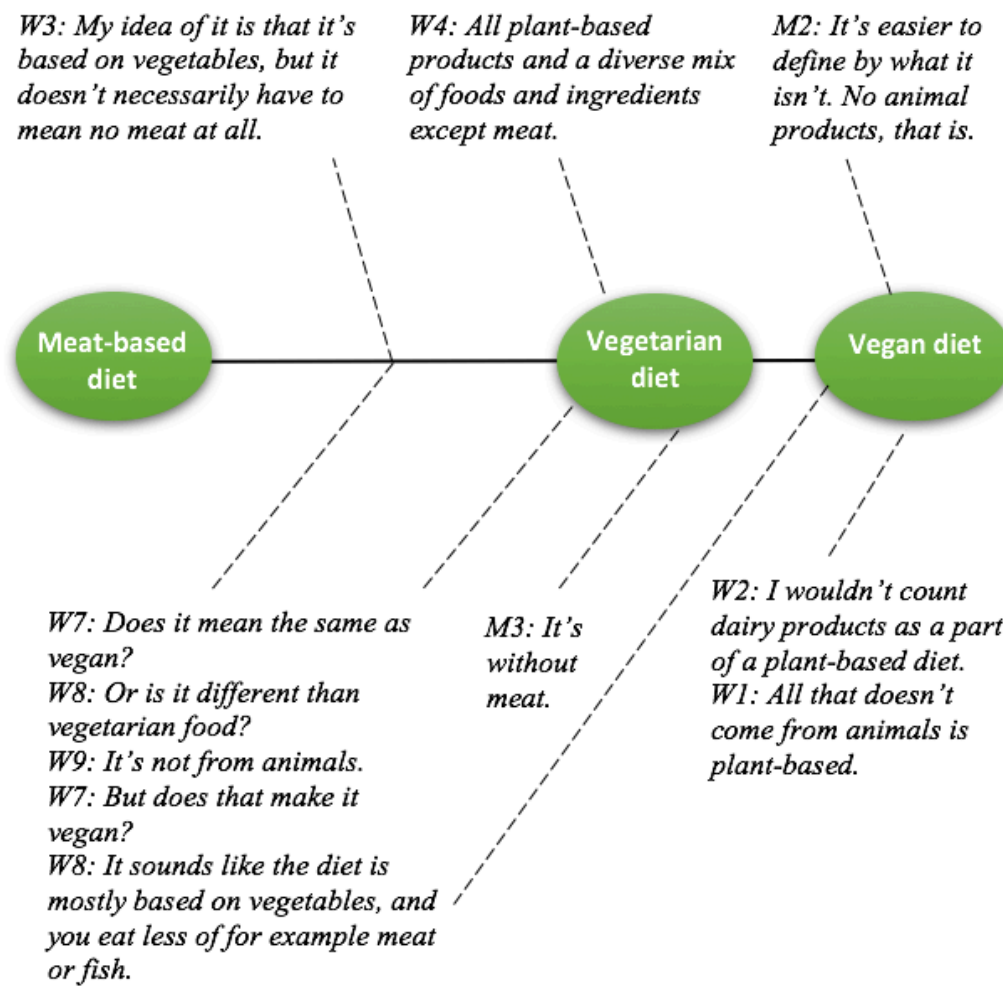 W3: My idea of it is that it's
based on vegetables, but it
doesn't necessarily have to
mean no meat at all.
W4: All plant-based
products and a diverse mix
of foods and ingredients
except meat.
M2: It's easier to
define by what it
isn't. No animal
products, that is.
Meat-based
diet
Vegetarian
diet
Vegan diet
W7: Does it mean the same as
vegan?
W8: Or is it different than
vegetarian food?
W9: It's not from animals.
W7: But does that make it
vegan?
W8: It sounds like the diet is
mostly based on vegetables, and
you eat less of for example meat
or fish.
M3: It's
without
meat.
W2: I wouldn't count
dairy products as a part
of a plant-based diet.
W1: All that doesn't
come from animals is
plant-based.